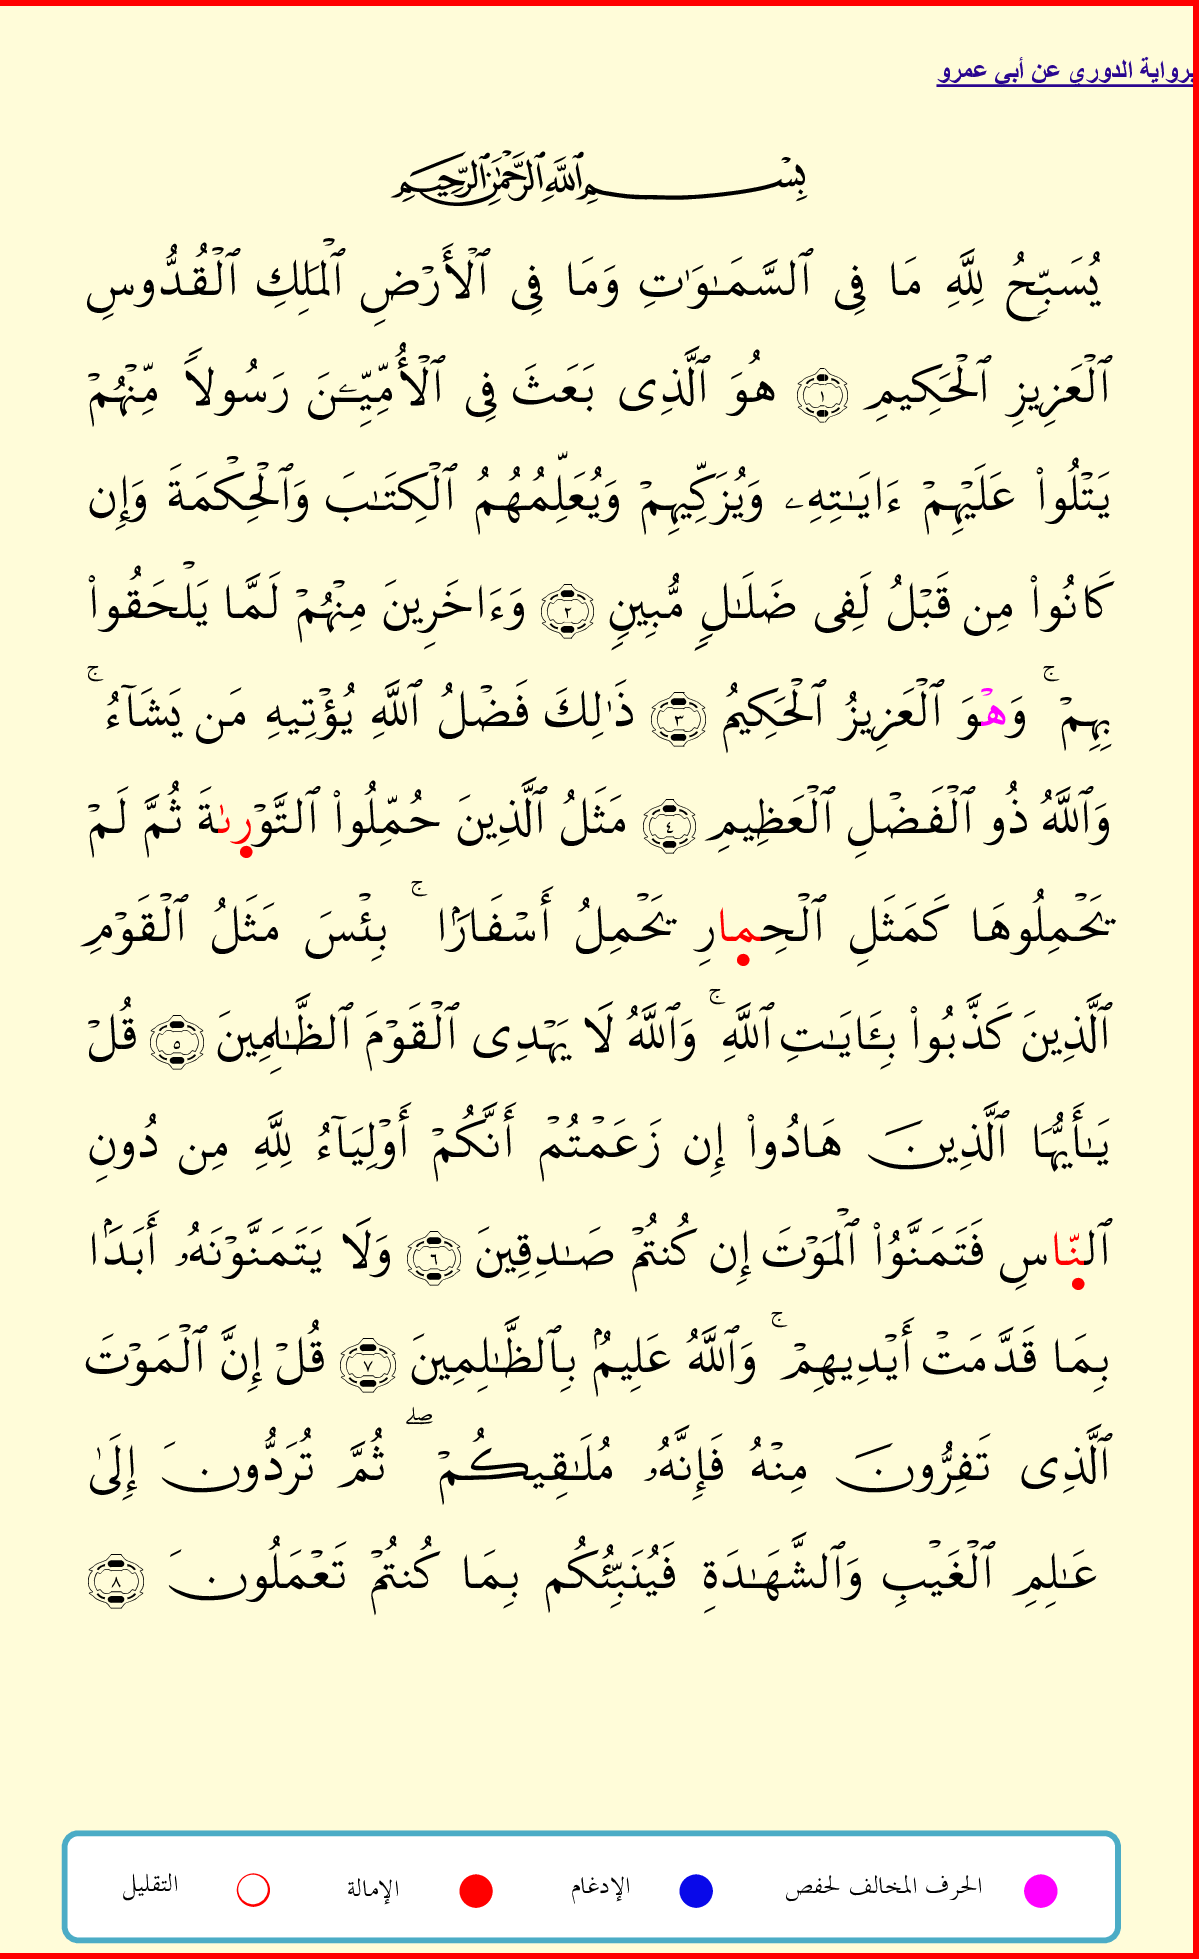 برواية الدوري عن أبي عمرو
بِسْمِ ٱللَّهِ ٱلرَّحْمَٰنِ ٱلرَّحِيمِ
يُسَبِّحُ لِلَّهِ مَا فِى ٱلسَّمَـٰوَٰتِ وَمَا فِى ٱلْأَرْضِ ٱلْمَلِكِ ٱلْقُدُّوسِ
ٱلْعَزِيزِ ٱلْحَكِيمِ ١ هُوَ ٱلَّذِى بَعَثَ فِى ٱلْأُمِّيِّـۧنَ رَسُولًا مِّنْهُمْ
يَتْلُوا۟ عَلَيْهِمْ ءَايَـٰتِهِۦ وَيُزَكِّيهِمْ وَيُعَلِّمُهُمُ ٱلْكِتَـٰبَ وَٱلْحِكْمَةَ وَإِن
كَانُوا۟ مِن قَبْلُ لَفِى ضَلَـٰلٍ مُّبِينٍ ٢ وَءَاخَرِينَ مِنْهُمْ لَمَّا يَلْحَقُوا۟
بِهِمْ ۚ وَهْوَ ٱلْعَزِيزُ ٱلْحَكِيمُ ٣ ذَٰلِكَ فَضْلُ ٱللَّهِ يُؤْتِيهِ مَن يَشَآءُ ۚ
وَٱللَّهُ ذُو ٱلْفَضْلِ ٱلْعَظِيمِ ٤ مَثَلُ ٱلَّذِينَ حُمِّلُوا۟ ٱلتَّوْرِىٰةَ ثُمَّ لَمْ
يَحْمِلُوهَا كَمَثَلِ ٱلْحِمارِ يَحْمِلُ أَسْفَارًۢا ۚ بِئْسَ مَثَلُ ٱلْقَوْمِ
ٱلَّذِينَ كَذَّبُوا۟ بِـَٔايَـٰتِ ٱللَّهِ ۚ وَٱللَّهُ لَا يَهْدِى ٱلْقَوْمَ ٱلظَّـٰلِمِينَ ٥ قُلْ
يَـٰٓأَيُّهَا ٱلَّذِينَ هَادُوا۟ إِن زَعَمْتُمْ أَنَّكُمْ أَوْلِيَآءُ لِلَّهِ مِن دُونِ
ٱلنّاسِ فَتَمَنَّوُا۟ ٱلْمَوْتَ إِن كُنتُمْ صَـٰدِقِينَ ٦ وَلَا يَتَمَنَّوْنَهُۥ أَبَدًۢا
بِمَا قَدَّمَتْ أَيْدِيهِمْ ۚ وَٱللَّهُ عَلِيمٌۢ بِٱلظَّـٰلِمِينَ ٧ قُلْ إِنَّ ٱلْمَوْتَ
ٱلَّذِى تَفِرُّونَ مِنْهُ فَإِنَّهُۥ مُلَـٰقِيكُمْ ۖ ثُمَّ تُرَدُّونَ إِلَىٰ
عَـٰلِمِ ٱلْغَيْبِ وَٱلشَّهَـٰدَةِ فَيُنَبِّئُكُم بِمَا كُنتُمْ تَعْمَلُونَ ٨
الحرف المخالف لحفص الإدغام الإمالة التقليل